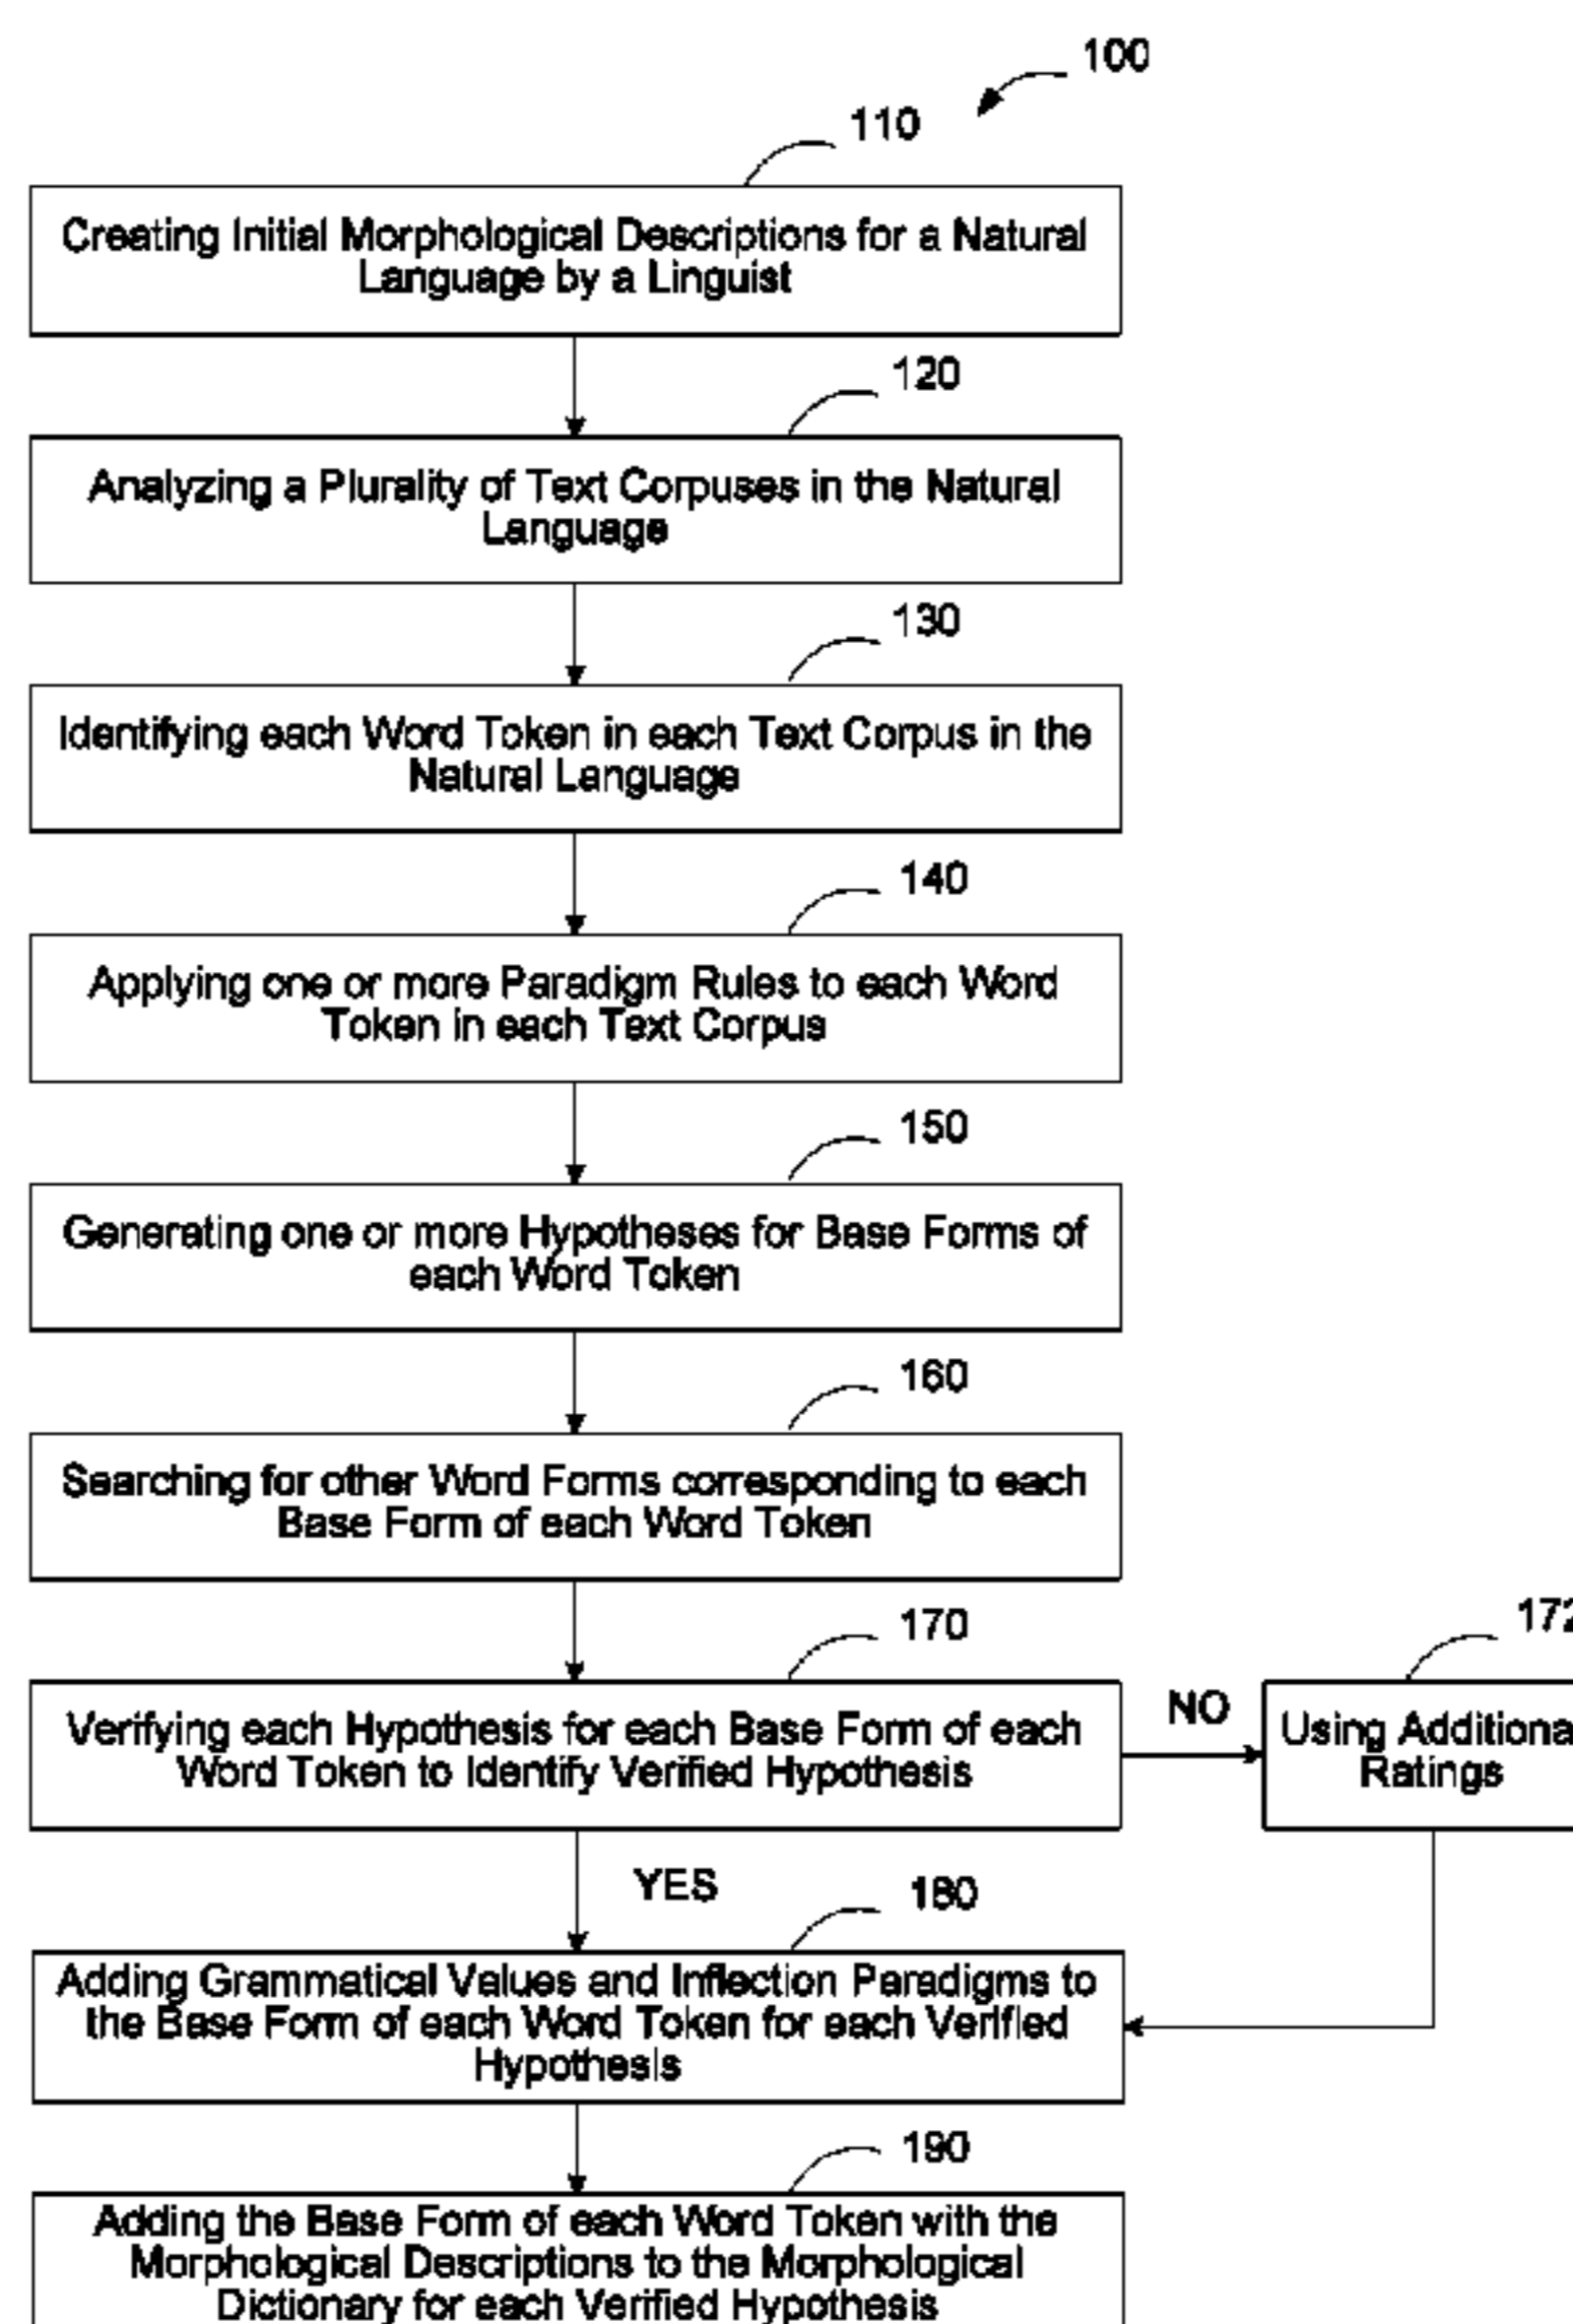 100
110
Creating Initial Morphological Descriptions for a Natural
Language by a Linguist
120
Analyzing a Plurality of Text Corpuses in the Natural
Language
130
Identifying each Word Token in each Text Corpus in the
Natural Language
140
Applying one or more Paradigm Rules to each Word
Token in each Text Corpus
150
Generating one or more Hypotheses for Base Forms of
each Word Token
160
Searching for other Word Forms corresponding to each
Base Form of each Word Token
170
172
Verifying each Hypothesis for each Base Form of each
Word Token to Identify Verified Hypothesis
NO
Using Additiona
Ratings
YES
180
Adding Grammatical Values and Inflection Paradigms to
the Base Form of each Word Token for each Verified
Hypothesis
190
Adding the Base Form of each Word Token with the
Morphological Descriptions to the Morphological
Dictionary for each Verified Hypothesis